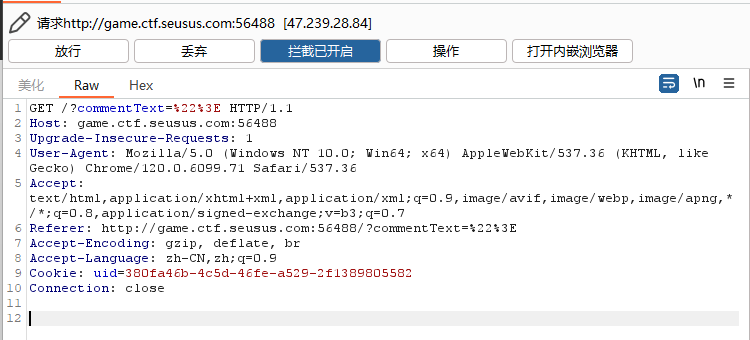 请求http://game.ctf.seusus.com:56488 [47.239.28.84]
放行 丢弃 拦截已开启 操作 打开内嵌浏览器
美化 Raw Hex \n
1 GET /?commentText=%22%3E HTTP/1.1
2 Host: game.ctf.seusus.com:56488
3 Upgrade-Insecure-Requests: 1
4 User-Agent: Mozilla/5.0 (Windows NT 10.0; Win64; x64) AppleWebKit/537.36 (KHTML, like
Gecko) Chrome/120.0.6099.71 Safari/537.36
5 Accept:
text/html,application/xhtml+xml,application/xml;q=0.9,image/avif,image/webp,image/apng,*
/*;q=0.8,application/signed-exchange;v=b3;q=0.7
6 Referer: http://game.ctf.seusus.com:56488/?commentText=%22%3E
7 Accept-Encoding: gzip, deflate, br
8 Accept-Language: zh-CN,zh;q=0.9
9 Cookie: uid=380fa46b-4c5d-46fe-a529-2f1389805582
10 Connection: close
11
12